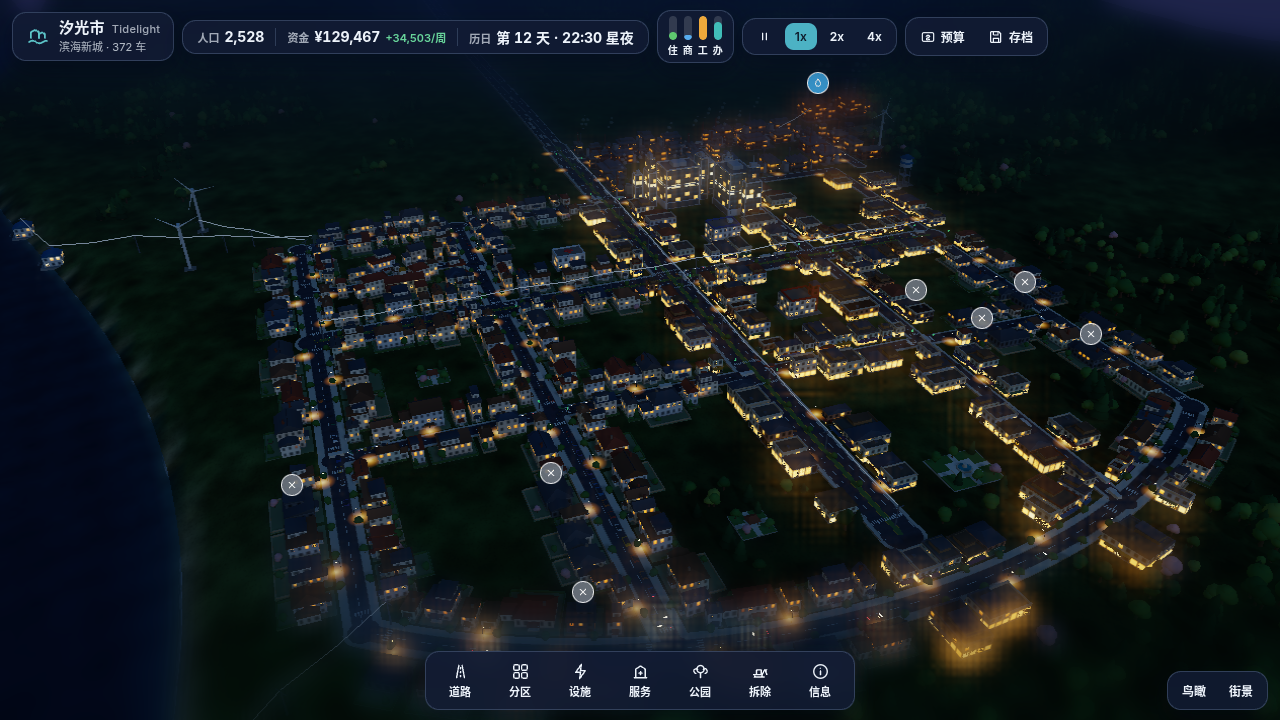 汐光市 Tidelight
滨海新城 · 372 车
人口 2,528
资金 ¥129,467 +34,503/周
历日 第 12 天 · 22:30 星夜
住 商 工 办
1x 2x 4x
预算 存档
道路 分区 设施 服务 公园 拆除 信息
鸟瞰 街景